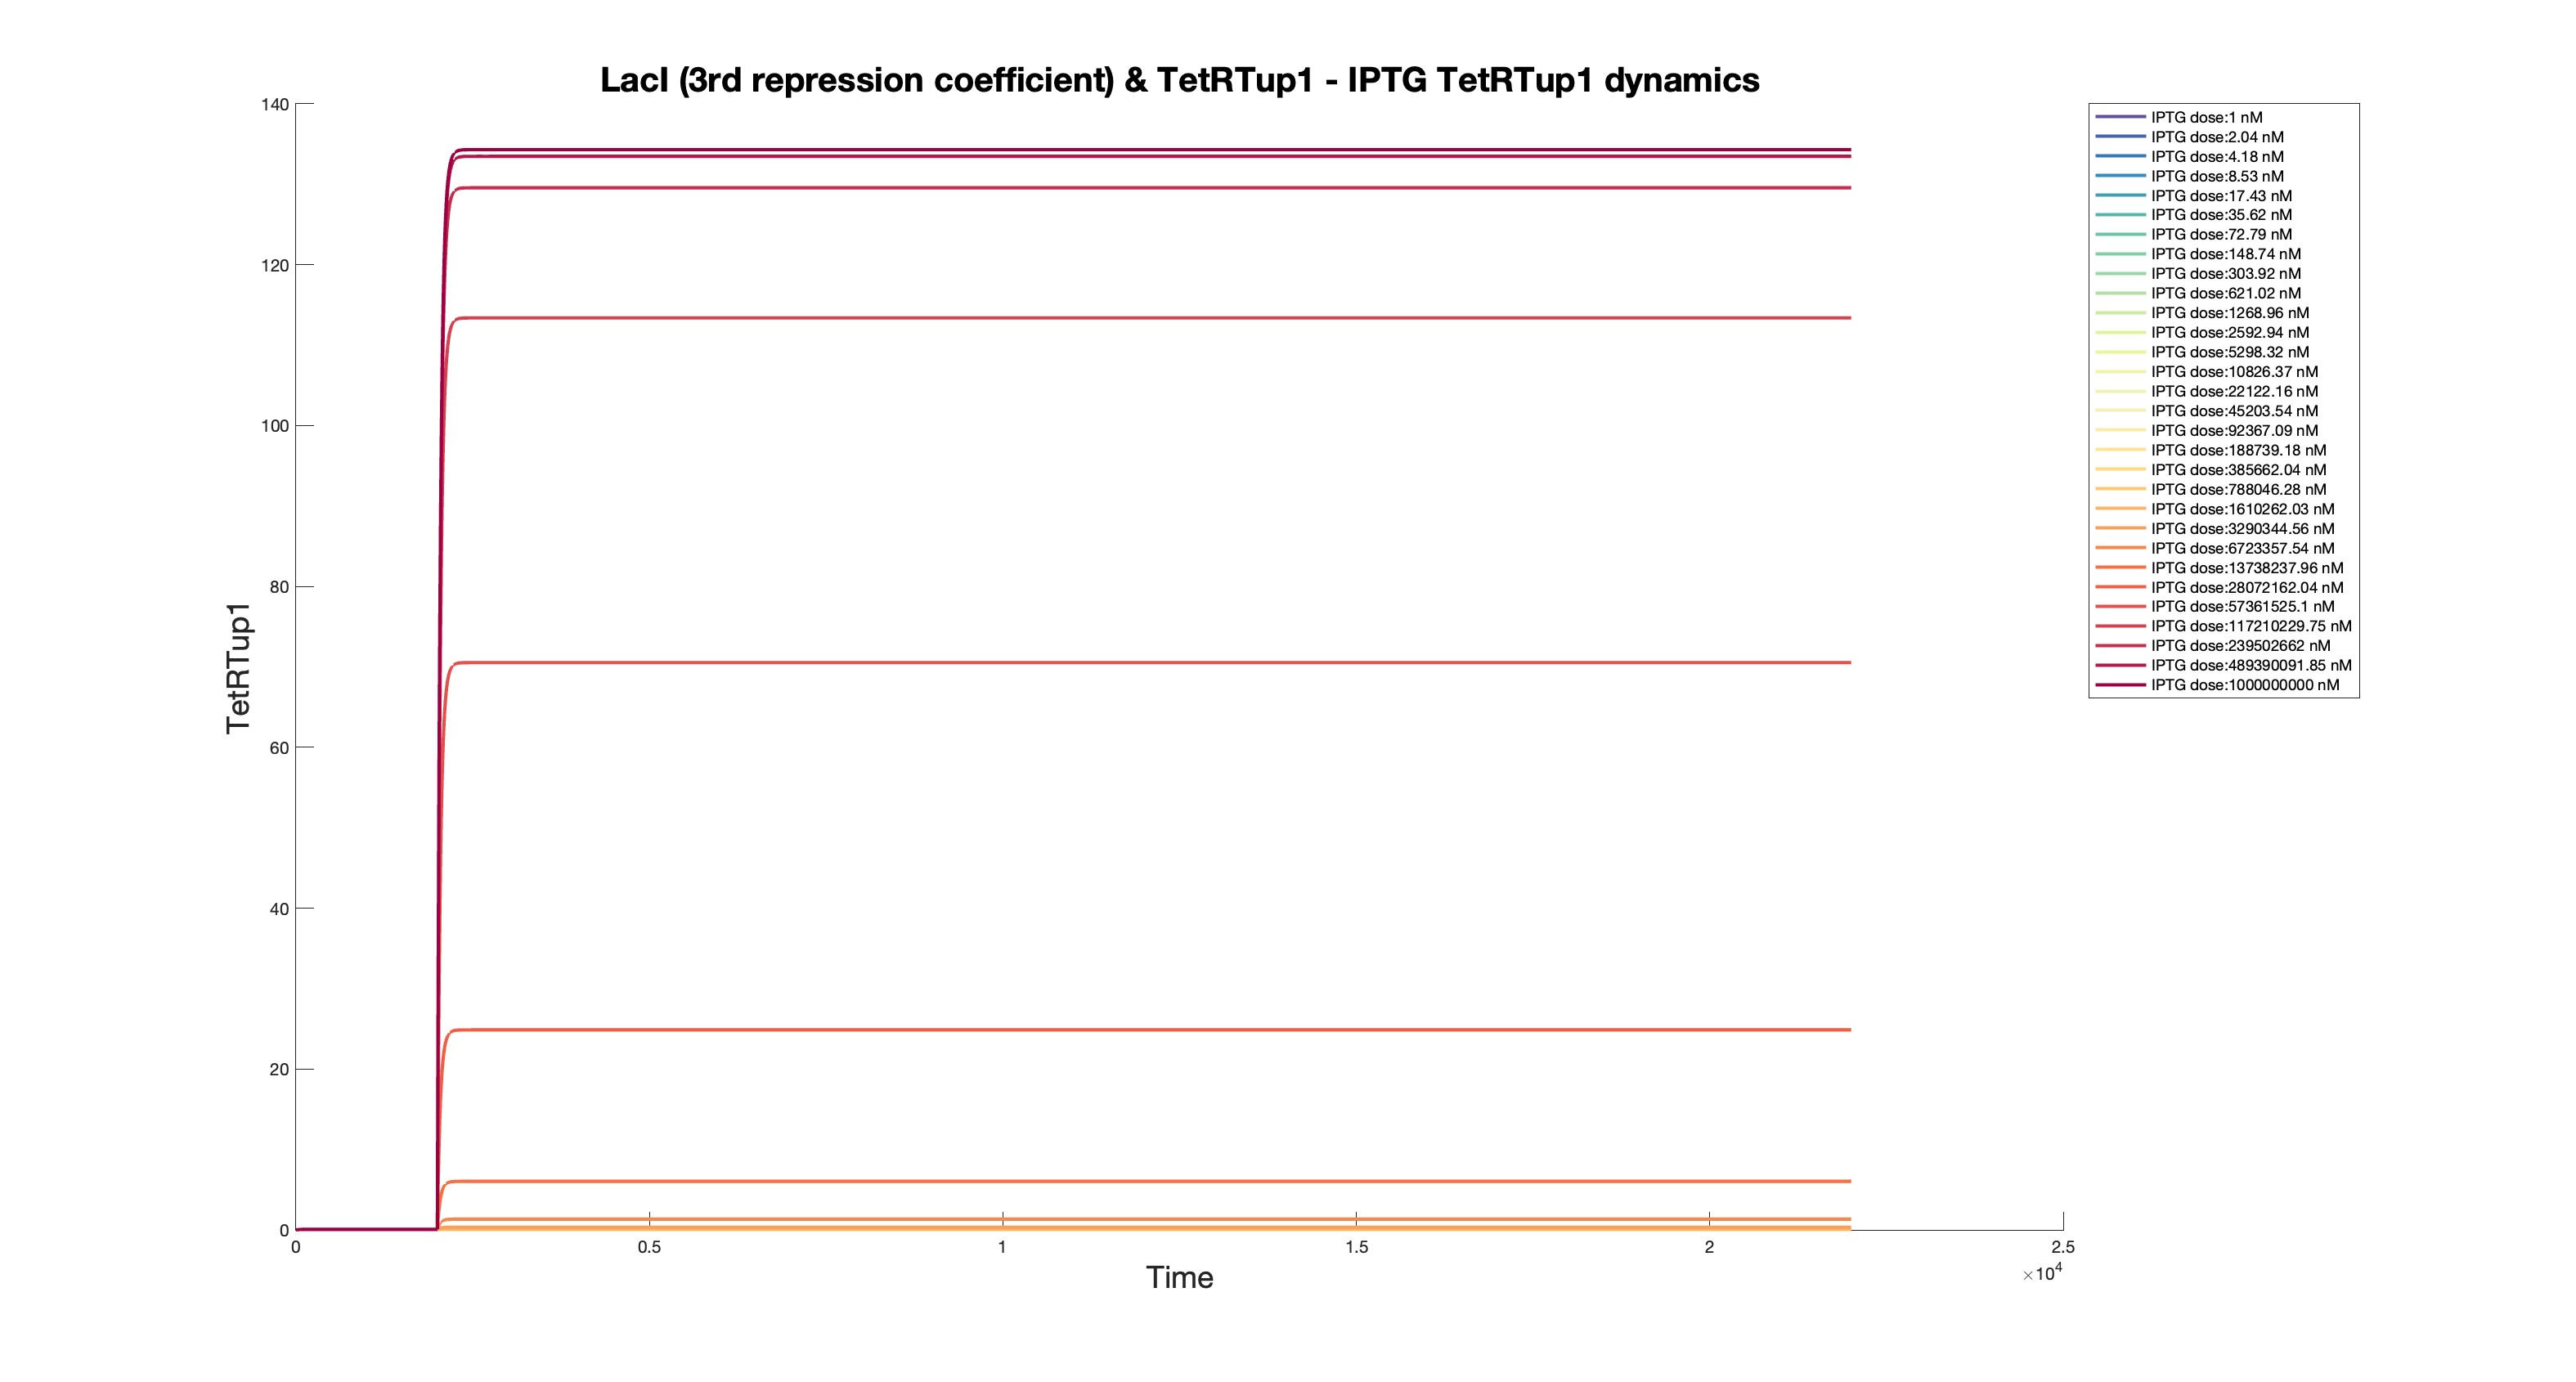 LacI (3rd repression coefficient) & TetRTup1 - IPTG TetRTup1 dynamics
140
120
100
80
60
40
20
0
TetRTup1
0
0.5
1
1.5
2
2.5
×10^4
Time
IPTG dose:1 nM
IPTG dose:2.04 nM
IPTG dose:4.18 nM
IPTG dose:8.53 nM
IPTG dose:17.43 nM
IPTG dose:35.62 nM
IPTG dose:72.79 nM
IPTG dose:148.74 nM
IPTG dose:303.92 nM
IPTG dose:621.02 nM
IPTG dose:1268.96 nM
IPTG dose:2592.94 nM
IPTG dose:5298.32 nM
IPTG dose:10826.37 nM
IPTG dose:22122.16 nM
IPTG dose:45203.54 nM
IPTG dose:92367.09 nM
IPTG dose:188739.18 nM
IPTG dose:385662.04 nM
IPTG dose:788046.28 nM
IPTG dose:1610262.03 nM
IPTG dose:3290344.56 nM
IPTG dose:6723357.54 nM
IPTG dose:13738237.96 nM
IPTG dose:28072162.04 nM
IPTG dose:57361525.1 nM
IPTG dose:117210229.75 nM
IPTG dose:239502662 nM
IPTG dose:489390091.85 nM
IPTG dose:1000000000 nM